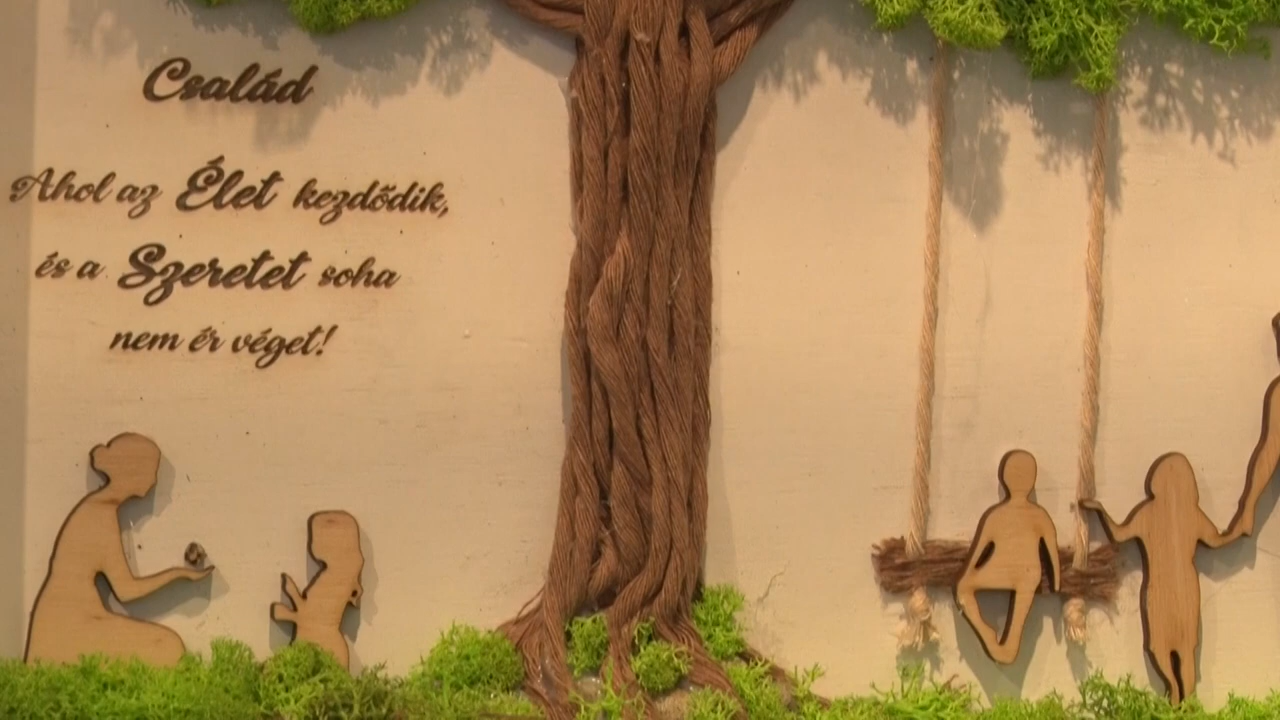 Család
Ahol az Élet kezdődik,
és a Szeretet soha
nem ér véget!